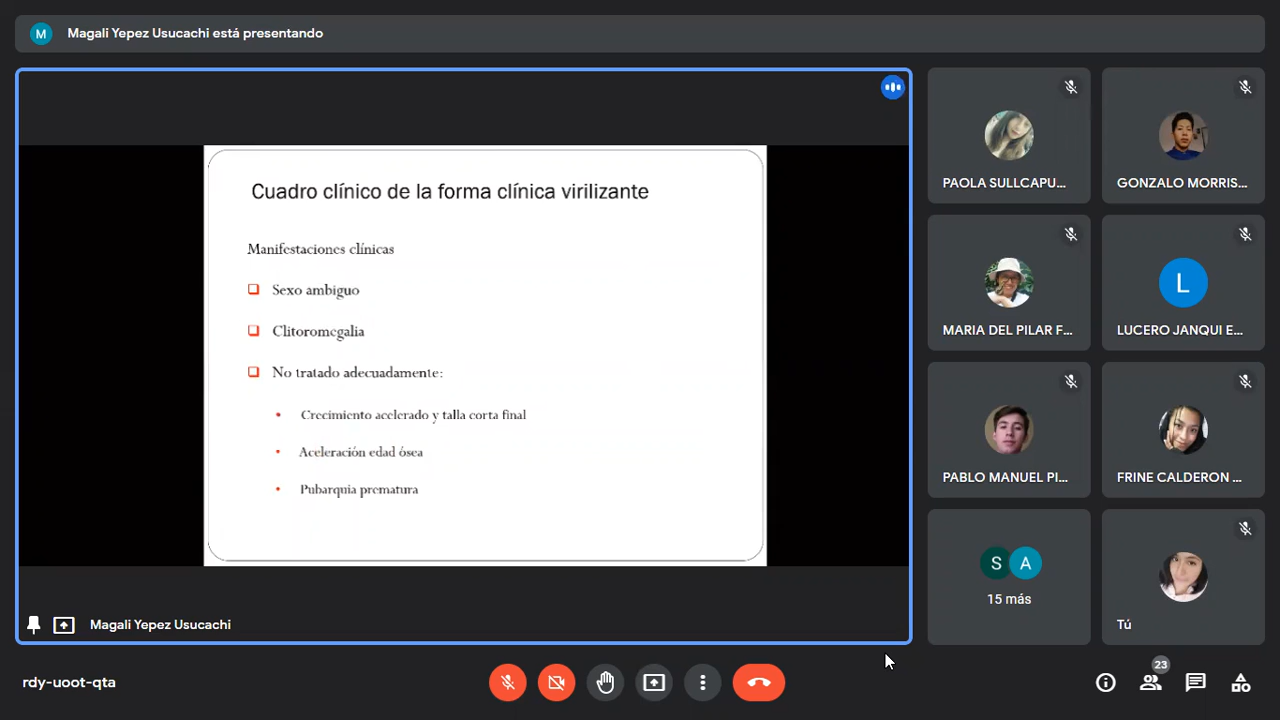 M
Magali Yepez Usucachi está presentando
Cuadro clínico de la forma clínica virilizante
Manifestaciones clínicas
Sexo ambiguo
Clitoromegalia
No tratado adecuadamente:
Crecimiento acelerado y talla corta final
Aceleración edad ósea
Pubarquia prematura
Magali Yepez Usucachi
PAOLA SULLCAPU...
GONZALO MORRIS...
MARIA DEL PILAR F...
L
LUCERO JANQUI E...
PABLO MANUEL PI...
FRINE CALDERON ...
S A
15 más
Tú
rdy-uoot-qta
23